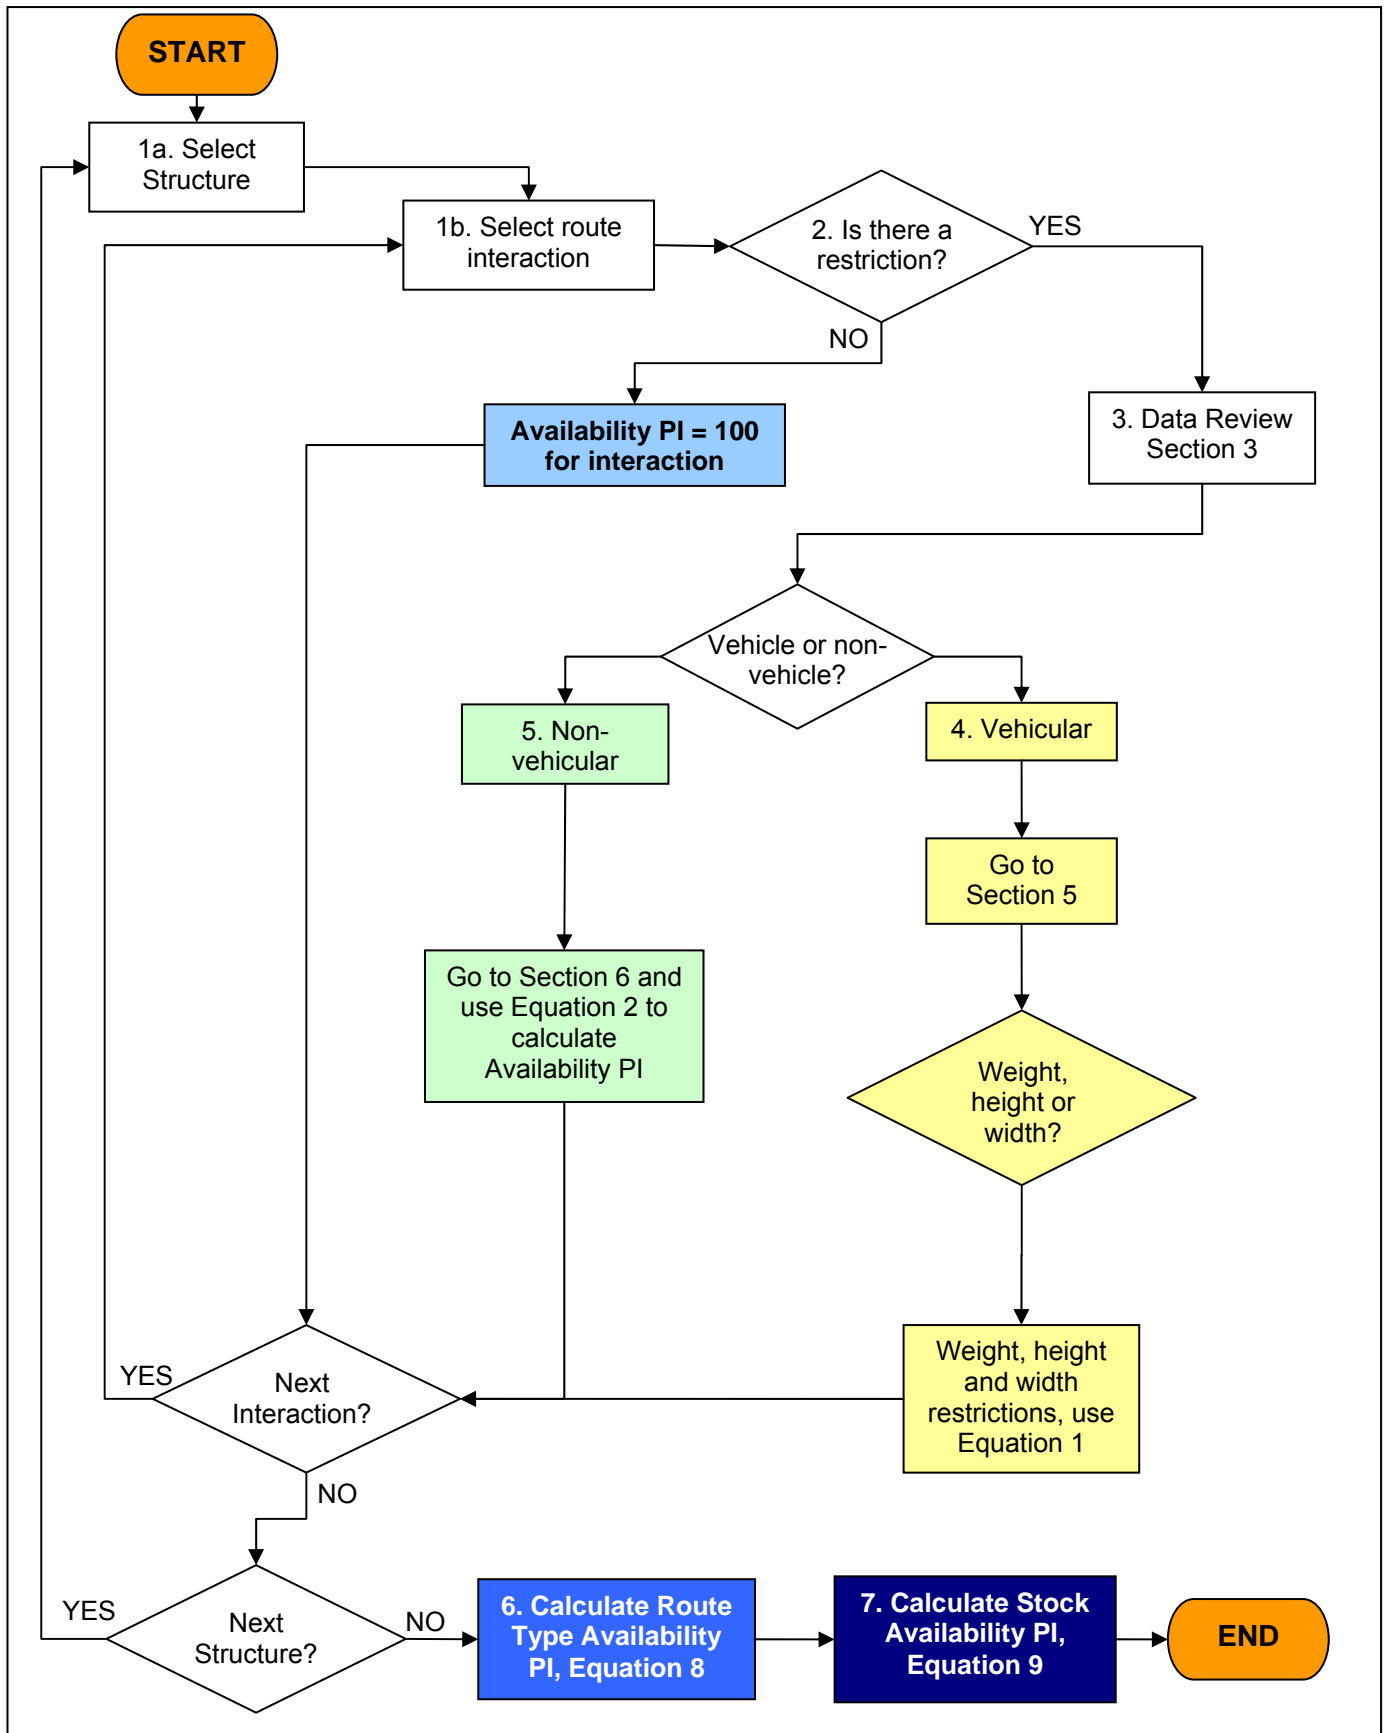 START
1a. Select
Structure
1b. Select route
interaction
2. Is there a
restriction?
YES
NO
Availability PI = 100
for interaction
3. Data Review
Section 3
Vehicle or non-
vehicle?
5. Non-
vehicular
4. Vehicular
Go to
Section 5
Go to Section 6 and
use Equation 2 to
calculate
Availability PI
Weight,
height or
width?
Weight, height
and width
restrictions, use
Equation 1
YES
Next
Interaction?
NO
YES
Next
Structure?
NO
6. Calculate Route
Type Availability
PI, Equation 8
7. Calculate Stock
Availability PI,
Equation 9
END